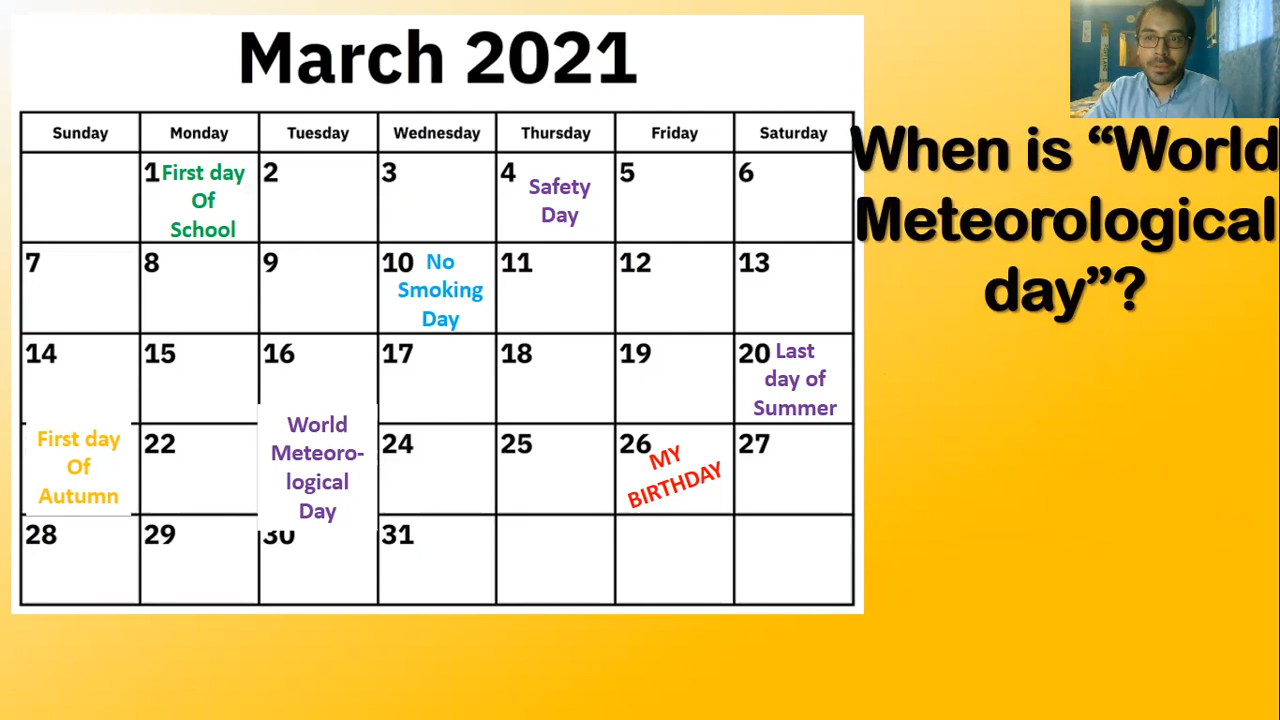 March 2021
Sunday Monday Tuesday Wednesday Thursday Friday Saturday
1 First day
Of
School
2
3
4 Safety
Day
5
6
7
8
9
10 No
Smoking
Day
11
12
13
14
15
16
17
18
19
20 Last
day of
Summer
First day
Of
Autumn
22
World
Meteoro-
logical
Day
24
25
26 MY
BIRTHDAY
27
28
29
30
31
When is “World
Meteorological
day”?